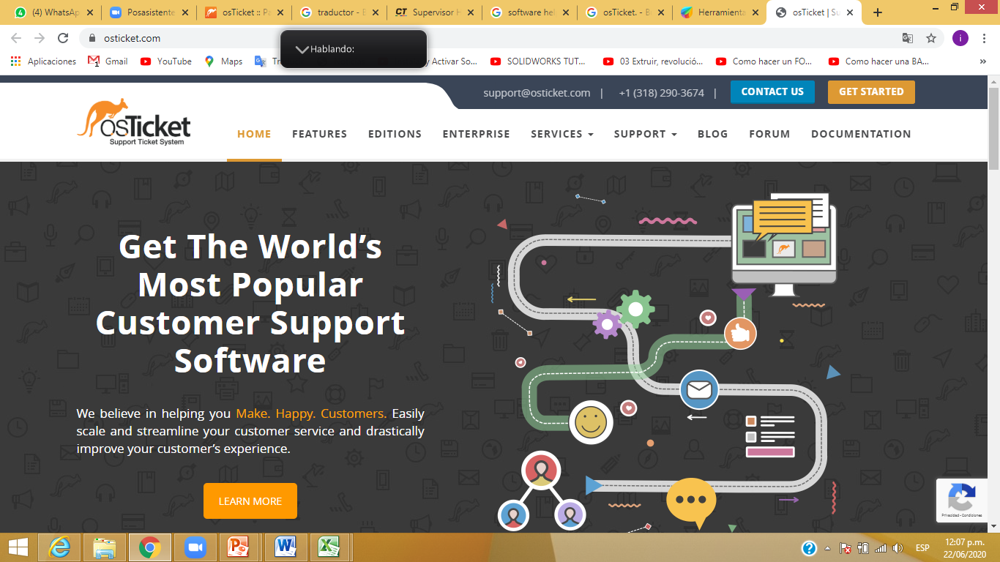 (4) WhatsAp
Posasistente
osTicket :: Pa
traductor - B
Supervisor H
software hel
osTicket. - B
Herramienta
osTicket | Su
osticket.com
Hablando:
Aplicaciones
Gmail
YouTube
Maps
Tr
y Activar So...
SOLIDWORKS TUT...
03 Extruir, revolució...
Como hacer un FO...
Como hacer una BA...
support@osticket.com |
+1 (318) 290-3674 |
CONTACT US
GET STARTED
osTicket
Support Ticket System
HOME
FEATURES
EDITIONS
ENTERPRISE
SERVICES
SUPPORT
BLOG
FORUM
DOCUMENTATION
Get The World's
Most Popular
Customer Support
Software
We believe in helping you Make. Happy. Customers. Easily
scale and streamline your customer service and drastically
improve your customer's experience.
LEARN MORE
Privacidad - Condiciones
ESP
12:07 p.m.
22/06/2020